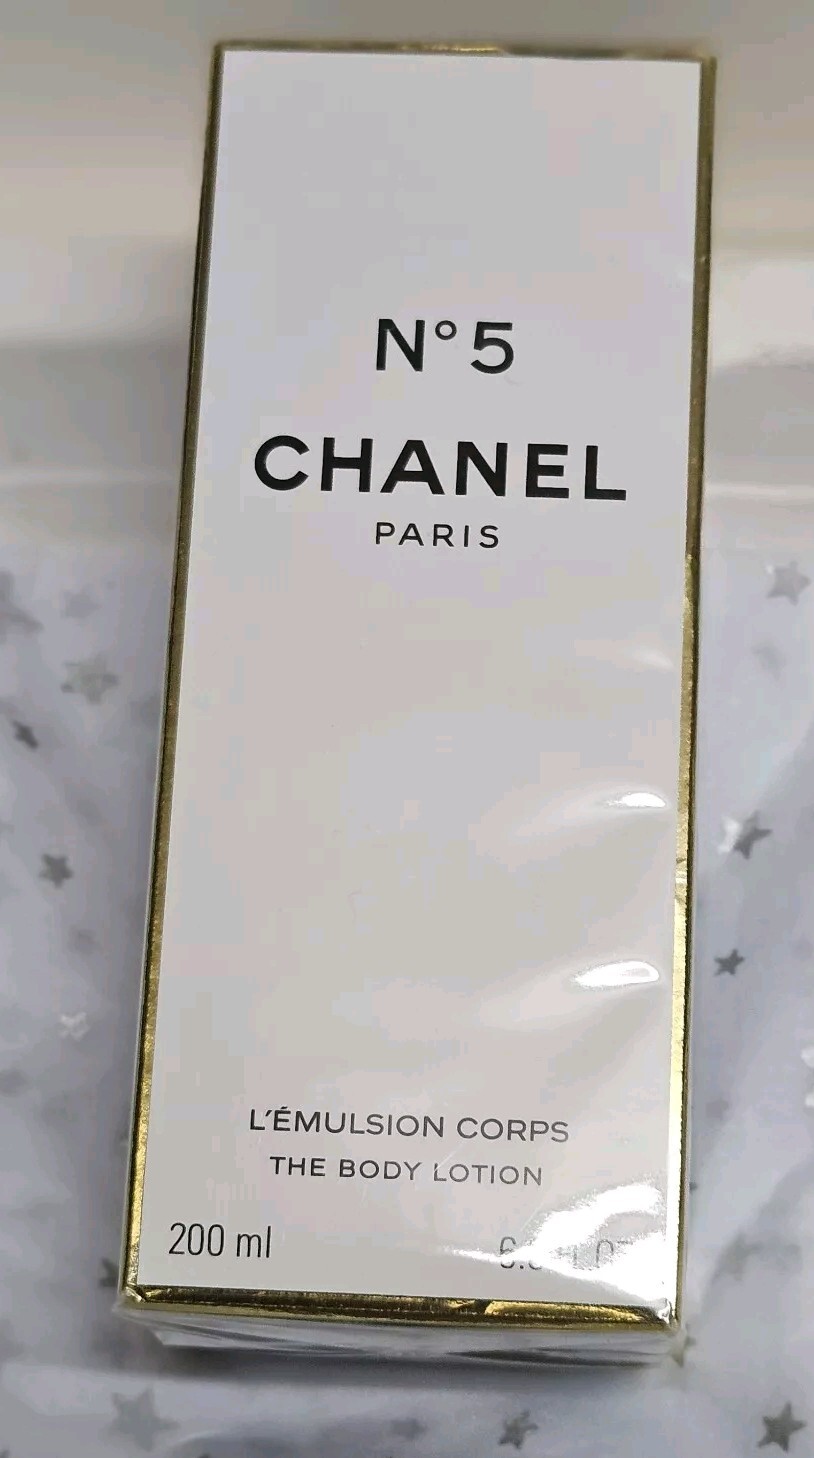 N°5
CHANEL
PARIS
L'ÉMULSION CORPS
THE BODY LOTION
200 ml